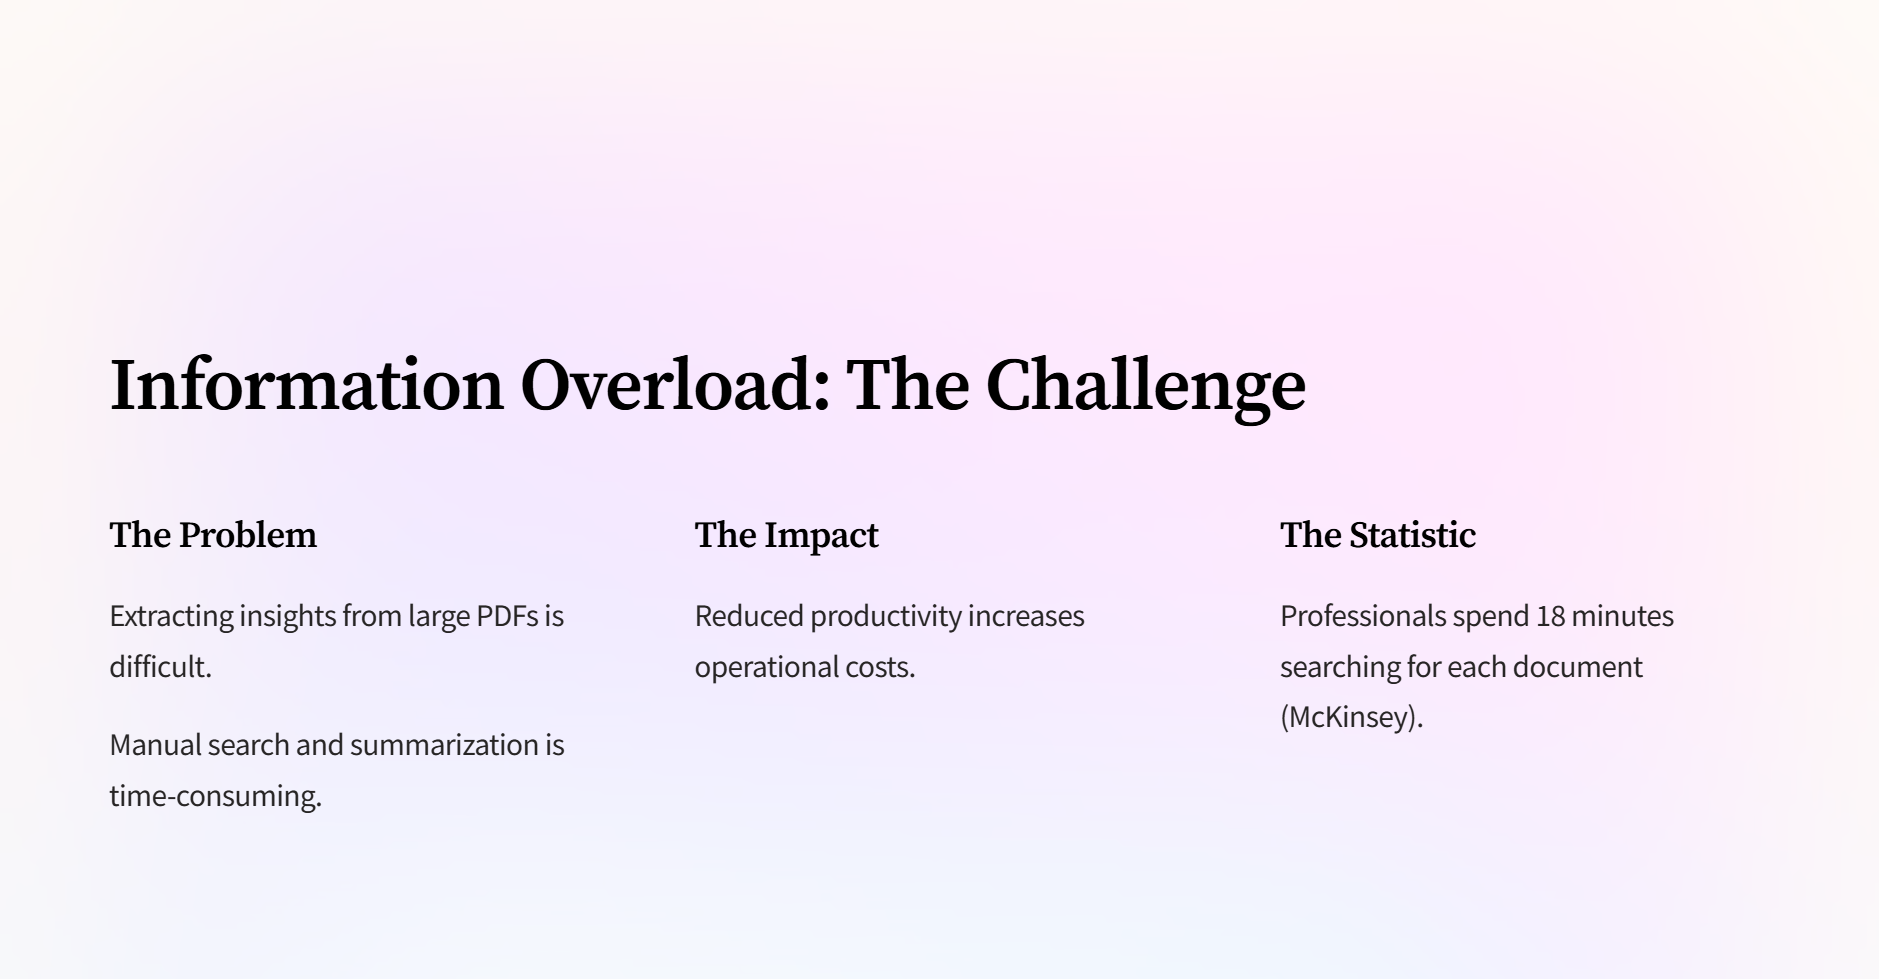 Information Overload: The Challenge
The Problem
Extracting insights from large PDFs is
difficult.
Manual search and summarization is
time-consuming.
The Impact
Reduced productivity increases
operational costs.
The Statistic
Professionals spend 18 minutes
searching for each document
(McKinsey).